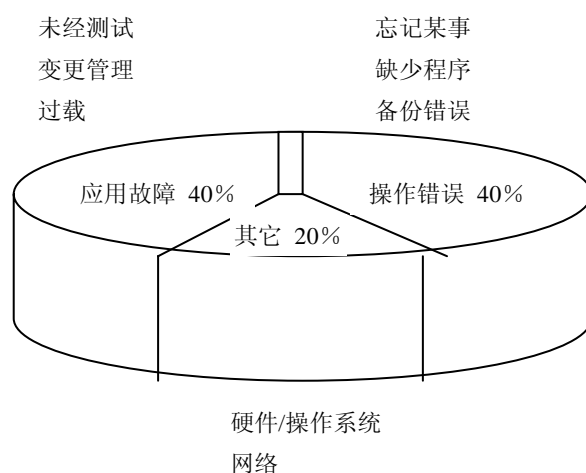 未经测试
变更管理
过载
忘记某事
缺少程序
备份错误
应用故障 40%
操作错误 40%
其它 20%
硬件/操作系统
网络